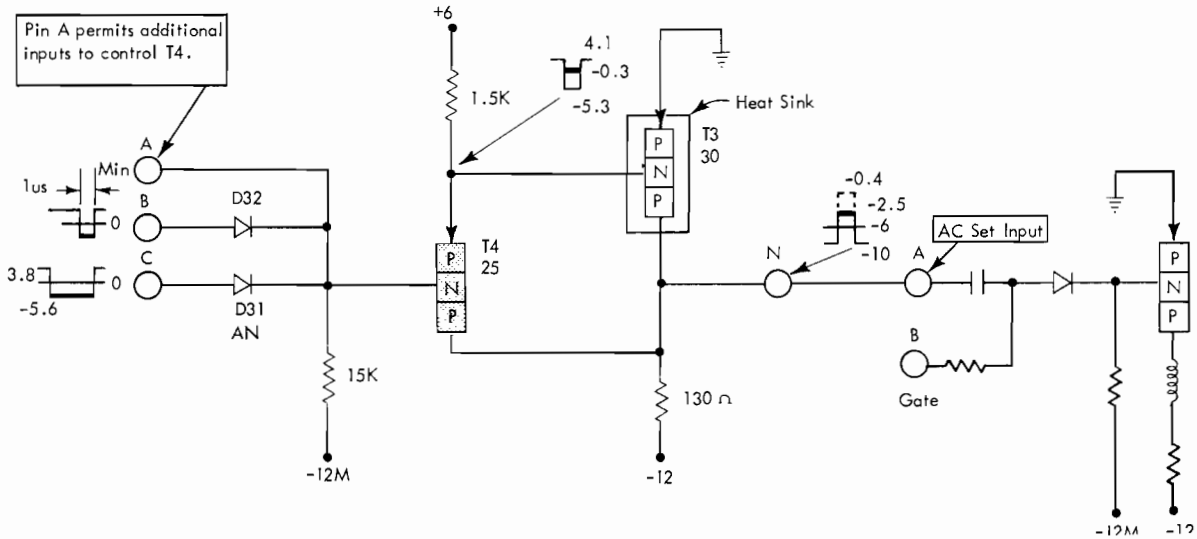 Pin A permits additional
inputs to control T4.
+6
1.5K
4.1
-0.3
-5.3
Heat Sink
T3
30
P
N
P
A
Min
1us
B
0
D32
C
3.8
0
-5.6
D31
AN
T4
25
P
N
P
15K
-12M
130 Ω
-12
N
-0.4
-2.5
-6
-10
AC Set Input
A
B
Gate
P
N
P
-12M
-12